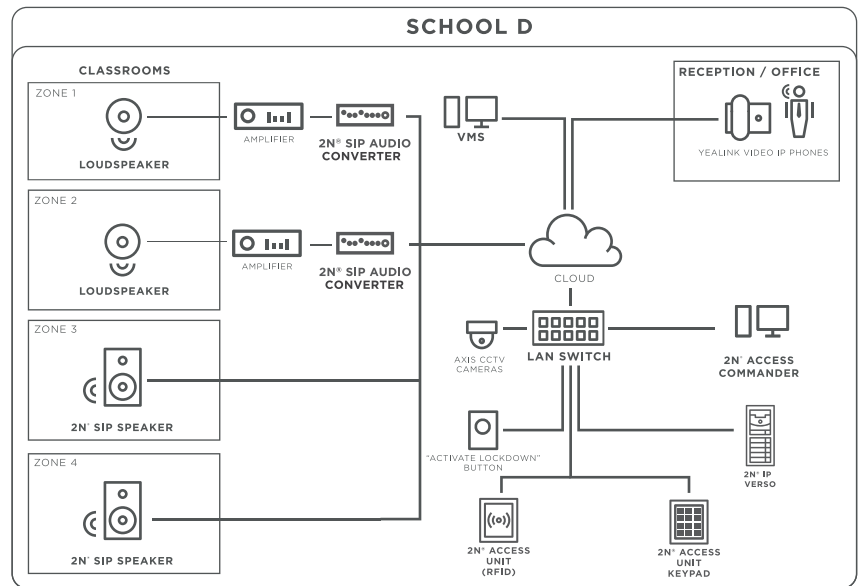 SCHOOL D
CLASSROOMS
ZONE 1
LOUDSPEAKER
AMPLIFIER
2N® SIP AUDIO
CONVERTER
VMS
RECEPTION / OFFICE
YEALINK VIDEO IP PHONES
ZONE 2
LOUDSPEAKER
AMPLIFIER
2N® SIP AUDIO
CONVERTER
CLOUD
ZONE 3
2N® SIP SPEAKER
AXIS CCTV
CAMERAS
LAN SWITCH
2N® ACCESS
COMMANDER
ZONE 4
2N® SIP SPEAKER
"ACTIVATE LOCKDOWN"
BUTTON
2N® IP
VERSO
2N® ACCESS
UNIT
(RFID)
2N® ACCESS
UNIT
KEYPAD